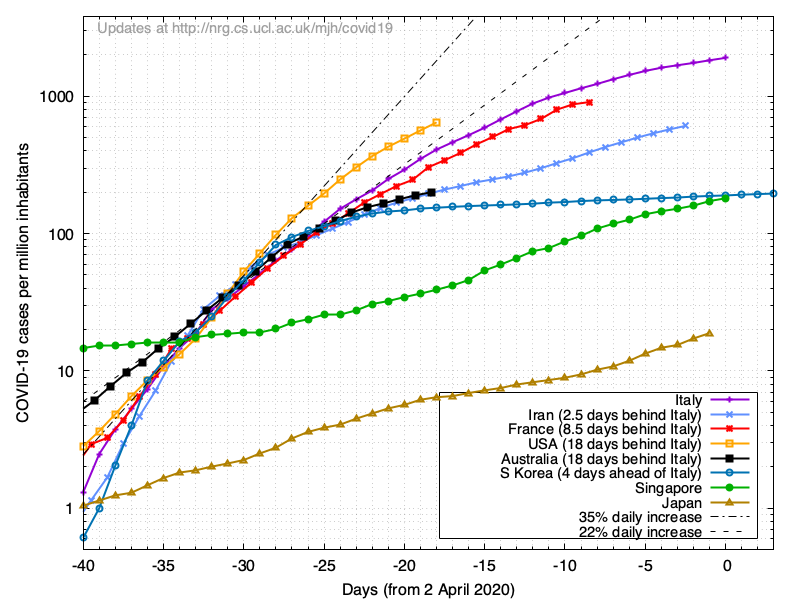 Updates at http://nrg.cs.ucl.ac.uk/mjh/covid19
1000
100
10
1
COVID-19 cases per million inhabitants
Italy
Iran (2.5 days behind Italy)
France (8.5 days behind Italy)
USA (18 days behind Italy)
Australia (18 days behind Italy)
S Korea (4 days ahead of Italy)
Singapore
Japan
35% daily increase
22% daily increase
-40 -35 -30 -25 -20 -15 -10 -5 0
Days (from 2 April 2020)